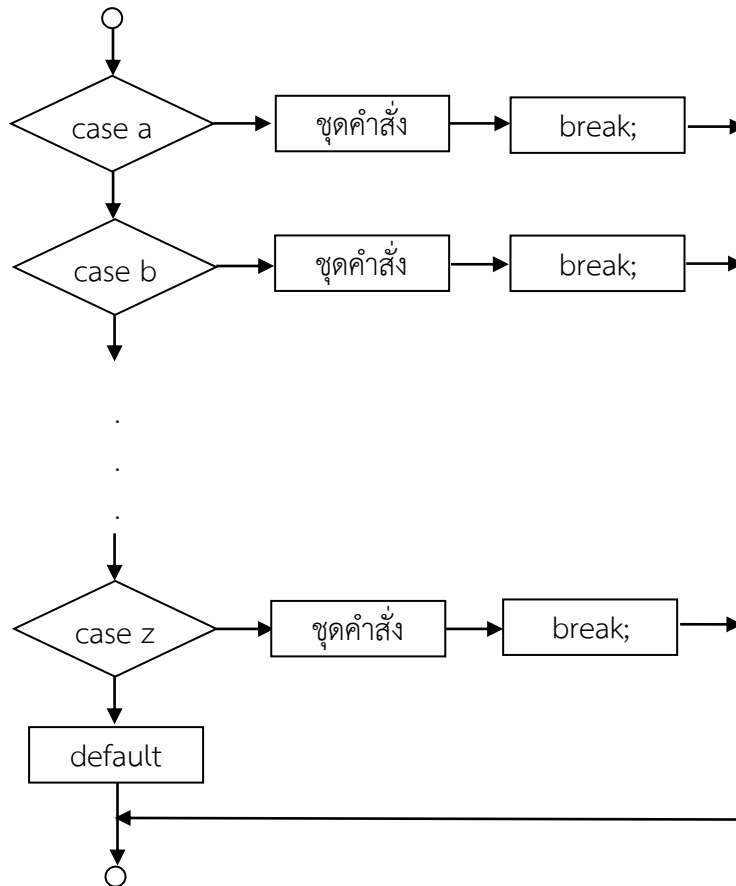 case a
ชุดคำสั่ง
break;
case b
ชุดคำสั่ง
break;
.
.
.
case z
ชุดคำสั่ง
break;
default